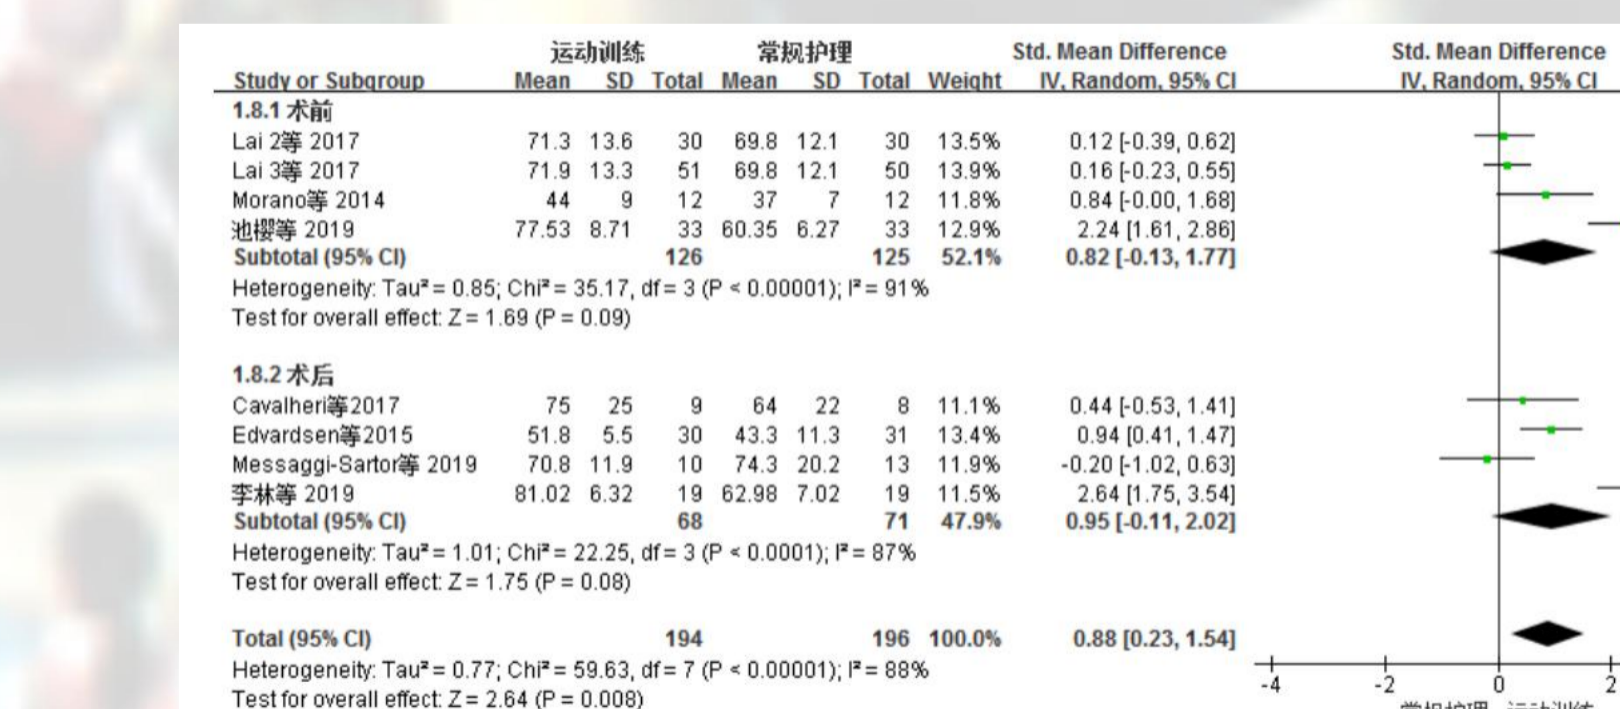 运动训练 常规护理 Std. Mean Difference Std. Mean Difference
Study or Subgroup Mean SD Total Mean SD Total Weight IV, Random, 95% CI IV, Random, 95% CI
1.8.1 术前
Lai 2等 2017 71.3 13.6 30 69.8 12.1 30 13.5% 0.12 [-0.39, 0.62]
Lai 3等 2017 71.9 13.3 51 69.8 12.1 50 13.9% 0.16 [-0.23, 0.55]
Morano等 2014 44 9 12 37 7 12 11.8% 0.84 [-0.00, 1.68]
池樱等 2019 77.53 8.71 33 60.35 6.27 33 12.9% 2.24 [1.61, 2.86]
Subtotal (95% CI) 126 125 52.1% 0.82 [-0.13, 1.77]
Heterogeneity: Tau² = 0.85; Chi² = 35.17, df = 3 (P < 0.00001); I² = 91%
Test for overall effect: Z = 1.69 (P = 0.09)
1.8.2 术后
Cavalheri等2017 75 25 9 64 22 8 11.1% 0.44 [-0.53, 1.41]
Edvardsen等2015 51.8 5.5 30 43.3 11.3 31 13.4% 0.94 [0.41, 1.47]
Messaggi-Sartor等 2019 70.8 11.9 10 74.3 20.2 13 11.9% -0.20 [-1.02, 0.63]
李林等 2019 81.02 6.32 19 62.98 7.02 19 11.5% 2.64 [1.75, 3.54]
Subtotal (95% CI) 68 71 47.9% 0.95 [-0.11, 2.02]
Heterogeneity: Tau² = 1.01; Chi² = 22.25, df = 3 (P < 0.0001); I² = 87%
Test for overall effect: Z = 1.75 (P = 0.08)
Total (95% CI) 194 196 100.0% 0.88 [0.23, 1.54]
Heterogeneity: Tau² = 0.77; Chi² = 59.63, df = 7 (P < 0.00001); I² = 88%
-4 -2 0 2
Test for overall effect: Z = 2.64 (P = 0.008)
常规护理 运动训练